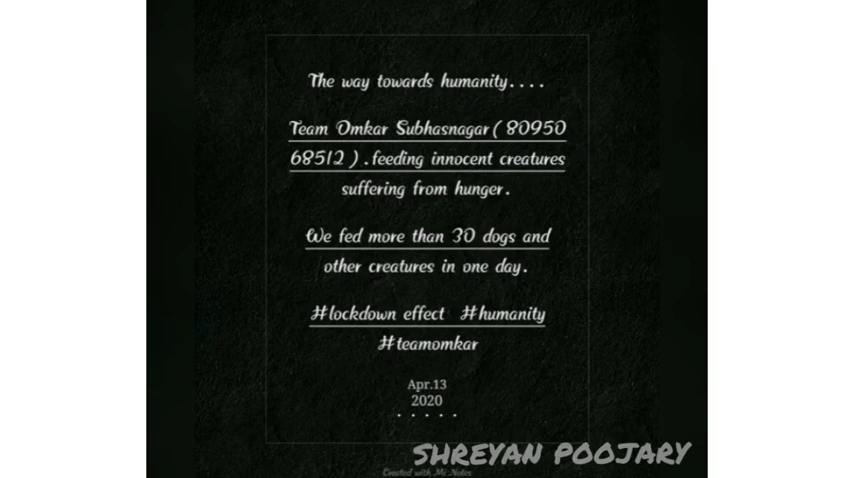 The way towards humanity....
Team Omkar Subhasnagar( 80950
68512 ).feeding innocent creatures
suffering from hunger.
We fed more than 30 dogs and
other creatures in one day.
#lockdown effect #humanity
#teamomkar
Apr.13
2020
.....
SHREYAN POOJARY
Created with Mi Notes